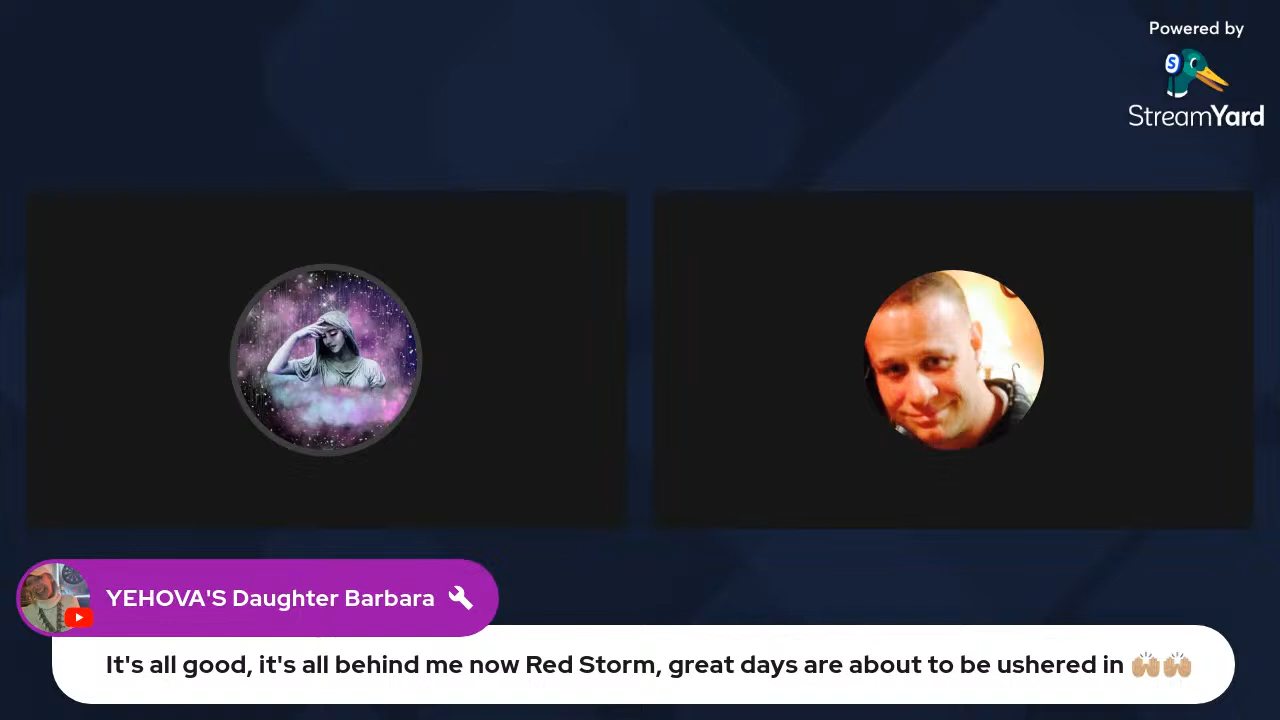 Powered by
StreamYard
YEHOVA'S Daughter Barbara
It's all good, it's all behind me now Red Storm, great days are about to be ushered in 🙌🏼🙌🏼